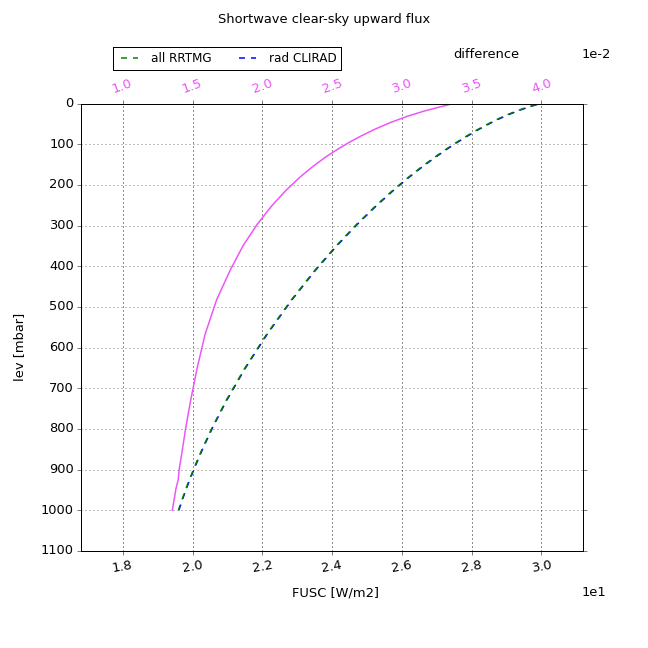 Shortwave clear-sky upward flux
all RRTMG rad CLIRAD difference 1e-2
1.0 1.5 2.0 2.5 3.0 3.5 4.0
0
100
200
300
400
500
600
700
800
900
1000
1100
lev [mbar]
1.8 2.0 2.2 2.4 2.6 2.8 3.0
FUSC [W/m2] 1e1